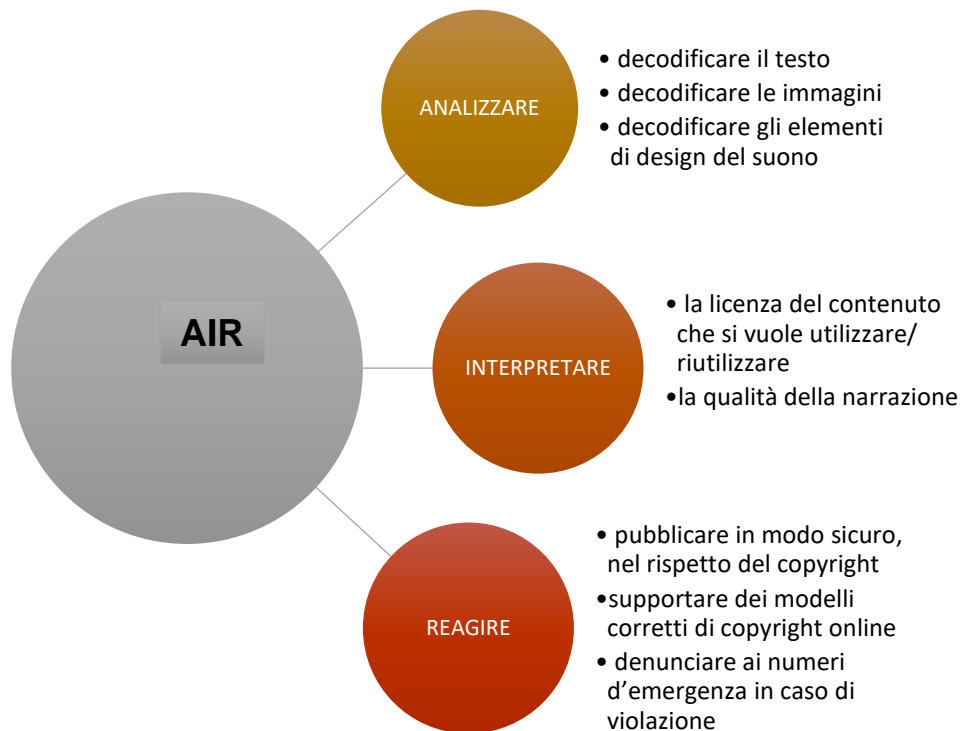 AIR
ANALIZZARE
• decodificare il testo
• decodificare le immagini
• decodificare gli elementi
di design del suono
INTERPRETARE
• la licenza del contenuto
che si vuole utilizzare/
riutilizzare
•la qualità della narrazione
REAGIRE
• pubblicare in modo sicuro,
nel rispetto del copyright
•supportare dei modelli
corretti di copyright online
• denunciare ai numeri
d’emergenza in caso di
violazione